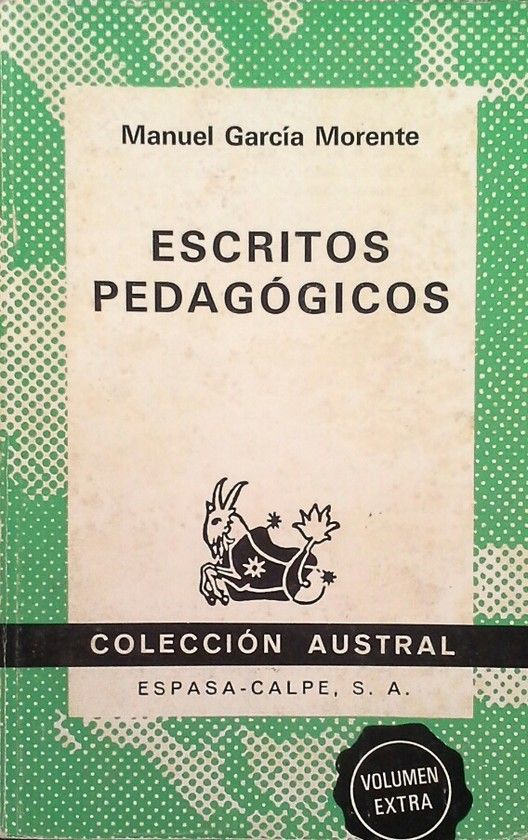 Manuel García Morente
ESCRITOS
PEDAGÓGICOS
COLECCIÓN AUSTRAL
ESPASA-CALPE, S. A.
VOLUMEN
EXTRA